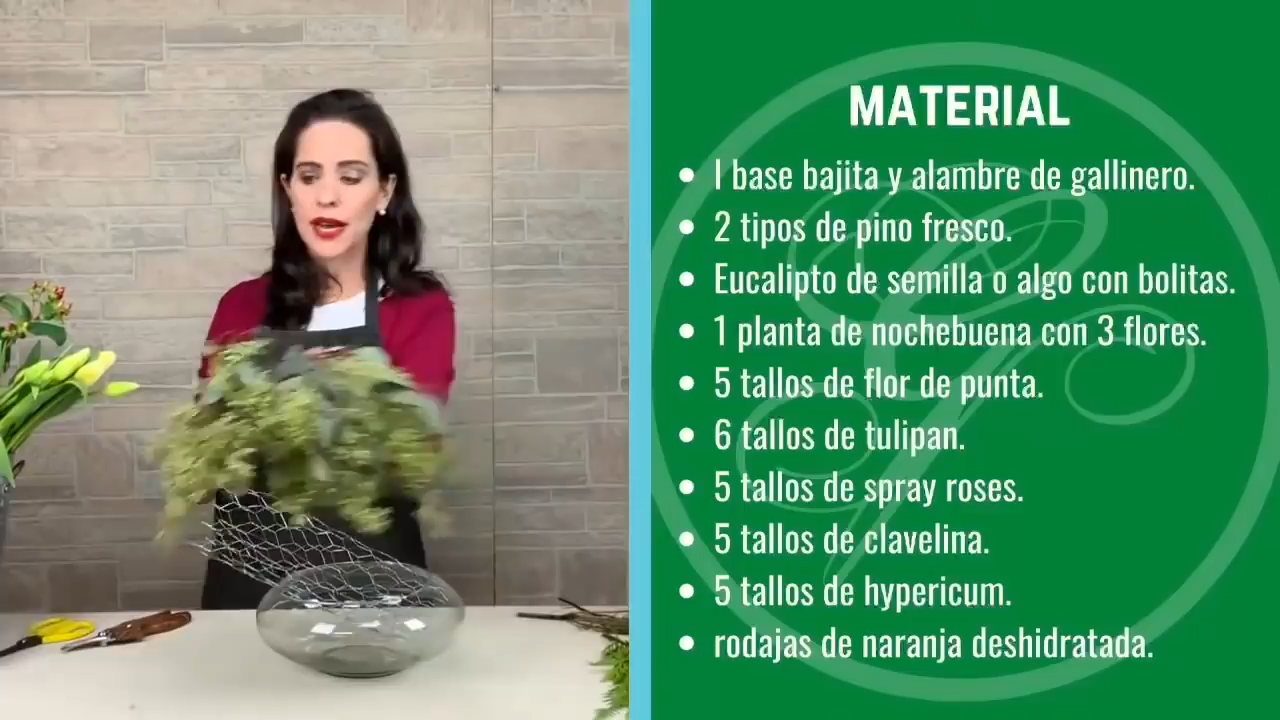 MATERIAL
1 base bajita y alambre de gallinero.
2 tipos de pino fresco.
Eucalipto de semilla o algo con bolitas.
1 planta de nochebuena con 3 flores.
5 tallos de flor de punta.
6 tallos de tulipan.
5 tallos de spray roses.
5 tallos de clavelina.
5 tallos de hypericum.
rodajas de naranja deshidratada.